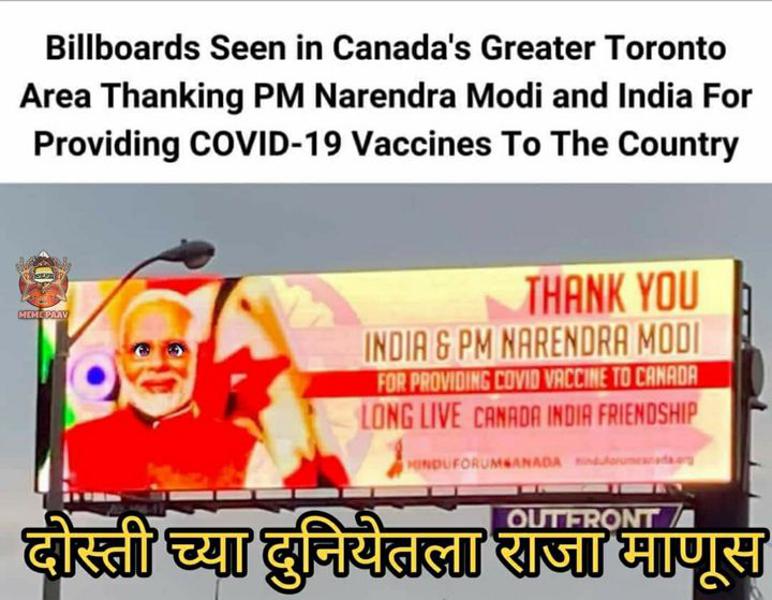 Billboards Seen in Canada's Greater Toronto
Area Thanking PM Narendra Modi and India For
Providing COVID-19 Vaccines To The Country
MEME PAAV
THANK YOU
INDIA & PM NARENDRA MODI
FOR PROVIDING COVID VACCINE TO CANADA
LONG LIVE CANADA INDIA FRIENDSHIP
HINDUFORUMCANADA hinduforumcanada.org
OUTFRONT
दोस्ती च्या दुनियेतला राजा माणूस